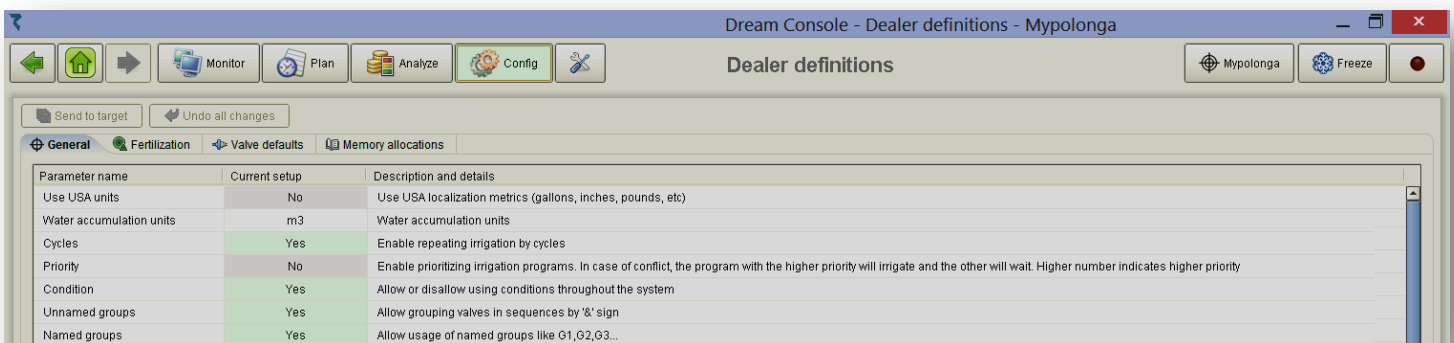 Dream Console - Dealer definitions - Mypolonga
Monitor Plan Analyze Config Dealer definitions Mypolonga Freeze
Send to target Undo all changes
General Fertilization Valve defaults Memory allocations
Parameter name Current setup Description and details
Use USA units No Use USA localization metrics (gallons, inches, pounds, etc)
Water accumulation units m3 Water accumulation units
Cycles Yes Enable repeating irrigation by cycles
Priority No Enable prioritizing irrigation programs. In case of conflict, the program with the higher priority will irrigate and the other will wait. Higher number indicates higher priority
Condition Yes Allow or disallow using conditions throughout the system
Unnamed groups Yes Allow grouping valves in sequences by '&' sign
Named groups Yes Allow usage of named groups like G1,G2,G3...